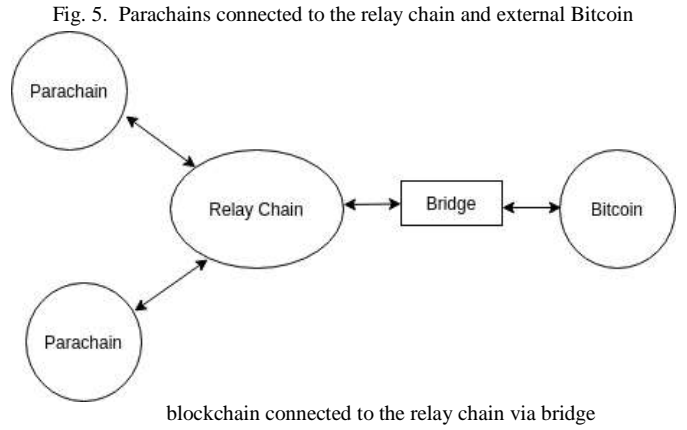 Fig. 5. Parachains connected to the relay chain and external Bitcoin
Parachain
Relay Chain
Bridge
Bitcoin
Parachain
blockchain connected to the relay chain via bridge